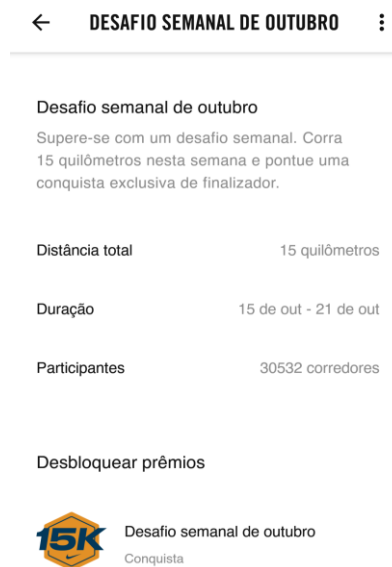 DESAFIO SEMANAL DE OUTUBRO
Desafio semanal de outubro
Supere-se com um desafio semanal. Corra
15 quilômetros nesta semana e pontue uma
conquista exclusiva de finalizador.
Distância total 15 quilômetros
Duração 15 de out - 21 de out
Participantes 30532 corredores
Desbloquear prêmios
15K
Desafio semanal de outubro
Conquista